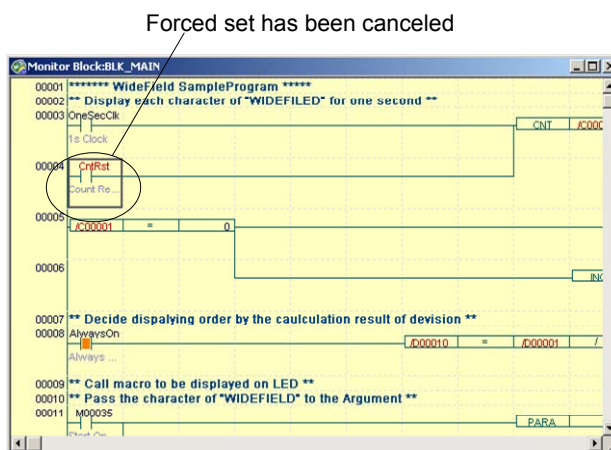 Forced set has been canceled
Monitor Block:BLK_MAIN
00001 ******* WideField SampleProgram *****
00002 ** Display each character of "WIDEFILED" for one second **
00003 OneSecClk
CNT /C000
1s Clock
00004 CntRst
Count Re...
00005
/C00001 = 0
00006
INC
00007 ** Decide dispalying order by the caulculation result of devision **
00008 AlwaysOn
/D00010 = /D00001 /
Always ...
00009 ** Call macro to be displayed on LED **
00010 ** Pass the character of "WIDEFIELD" to the Argument **
00011 M00035
PARA
Start On